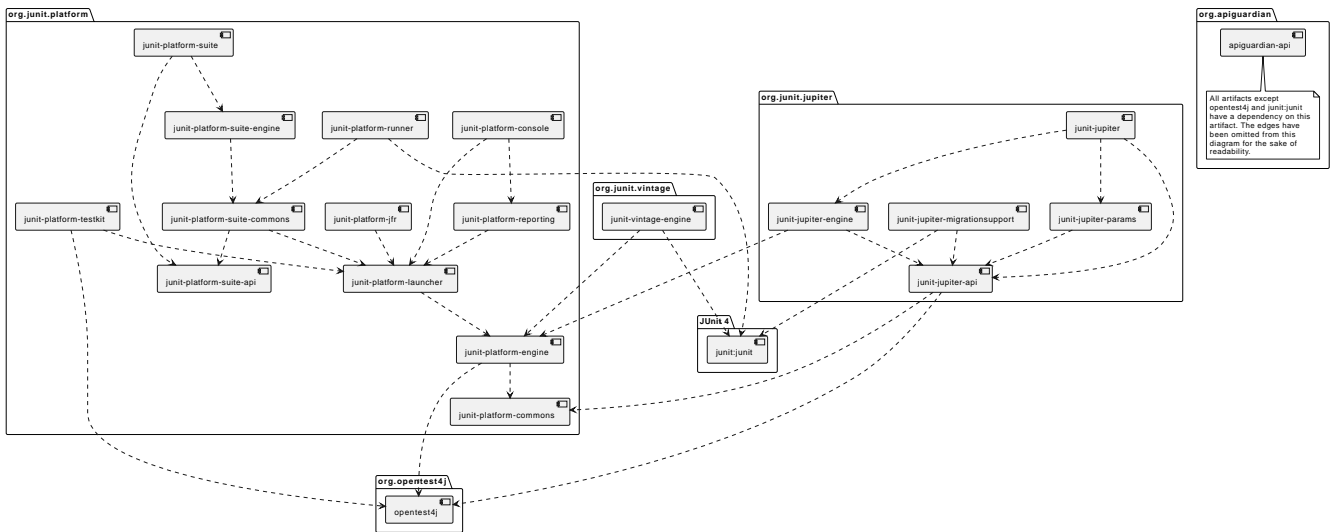 org.junit.platform
junit-platform-suite
junit-platform-suite-engine
junit-platform-runner
junit-platform-console
junit-platform-testkit
junit-platform-suite-commons
junit-platform-jfr
junit-platform-reporting
junit-platform-suite-api
junit-platform-launcher
junit-platform-engine
junit-platform-commons
org.junit.vintage
junit-vintage-engine
JUnit 4
junit:junit
org.opentest4j
opentest4j
org.junit.jupiter
junit-jupiter
junit-jupiter-engine
junit-jupiter-migrationsupport
junit-jupiter-params
junit-jupiter-api
org.apiguardian
apiguardian-api
All artifacts except
opentest4j and junit:junit
have a dependency on this
artifact. The edges have
been omitted from this
diagram for the sake of
readability.